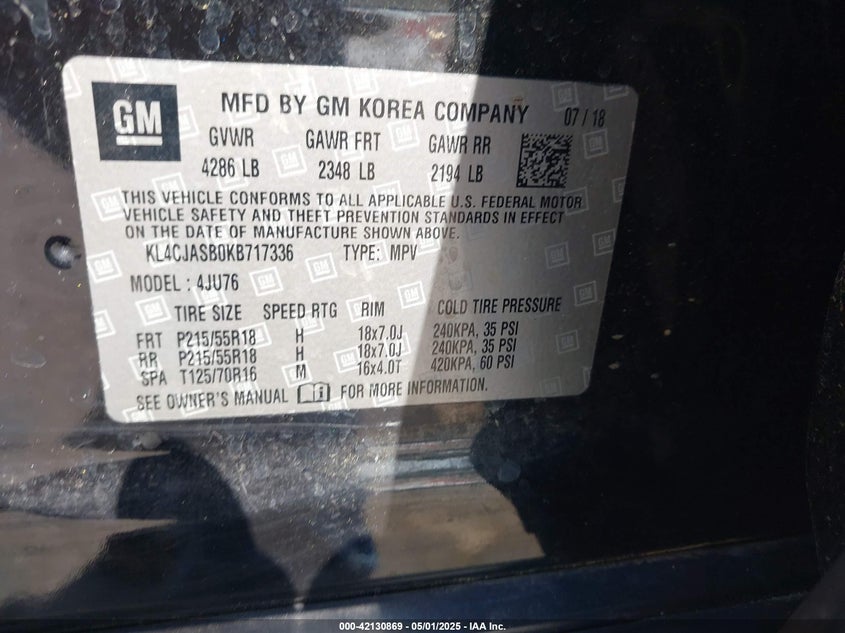 GM MFD BY GM KOREA COMPANY 07 / 18
GVWR GAWR FRT GAWR RR
4286 LB 2348 LB 2194 LB
THIS VEHICLE CONFORMS TO ALL APPLICABLE U.S. FEDERAL MOTOR
VEHICLE SAFETY AND THEFT PREVENTION STANDARDS IN EFFECT
ON THE DATE OF MANUFACTURE SHOWN ABOVE.
KL4CJASB0KB717336 TYPE: MPV
MODEL : 4JU76
TIRE SIZE SPEED RTG RIM COLD TIRE PRESSURE
FRT P215/55R18 H 18x7.0J 240KPA, 35 PSI
RR P215/55R18 H 18x7.0J 240KPA, 35 PSI
SPA T125/70R16 M 16x4.0T 420KPA, 60 PSI
SEE OWNER'S MANUAL FOR MORE INFORMATION.
000-42130869 - 05/01/2025 - IAA Inc.